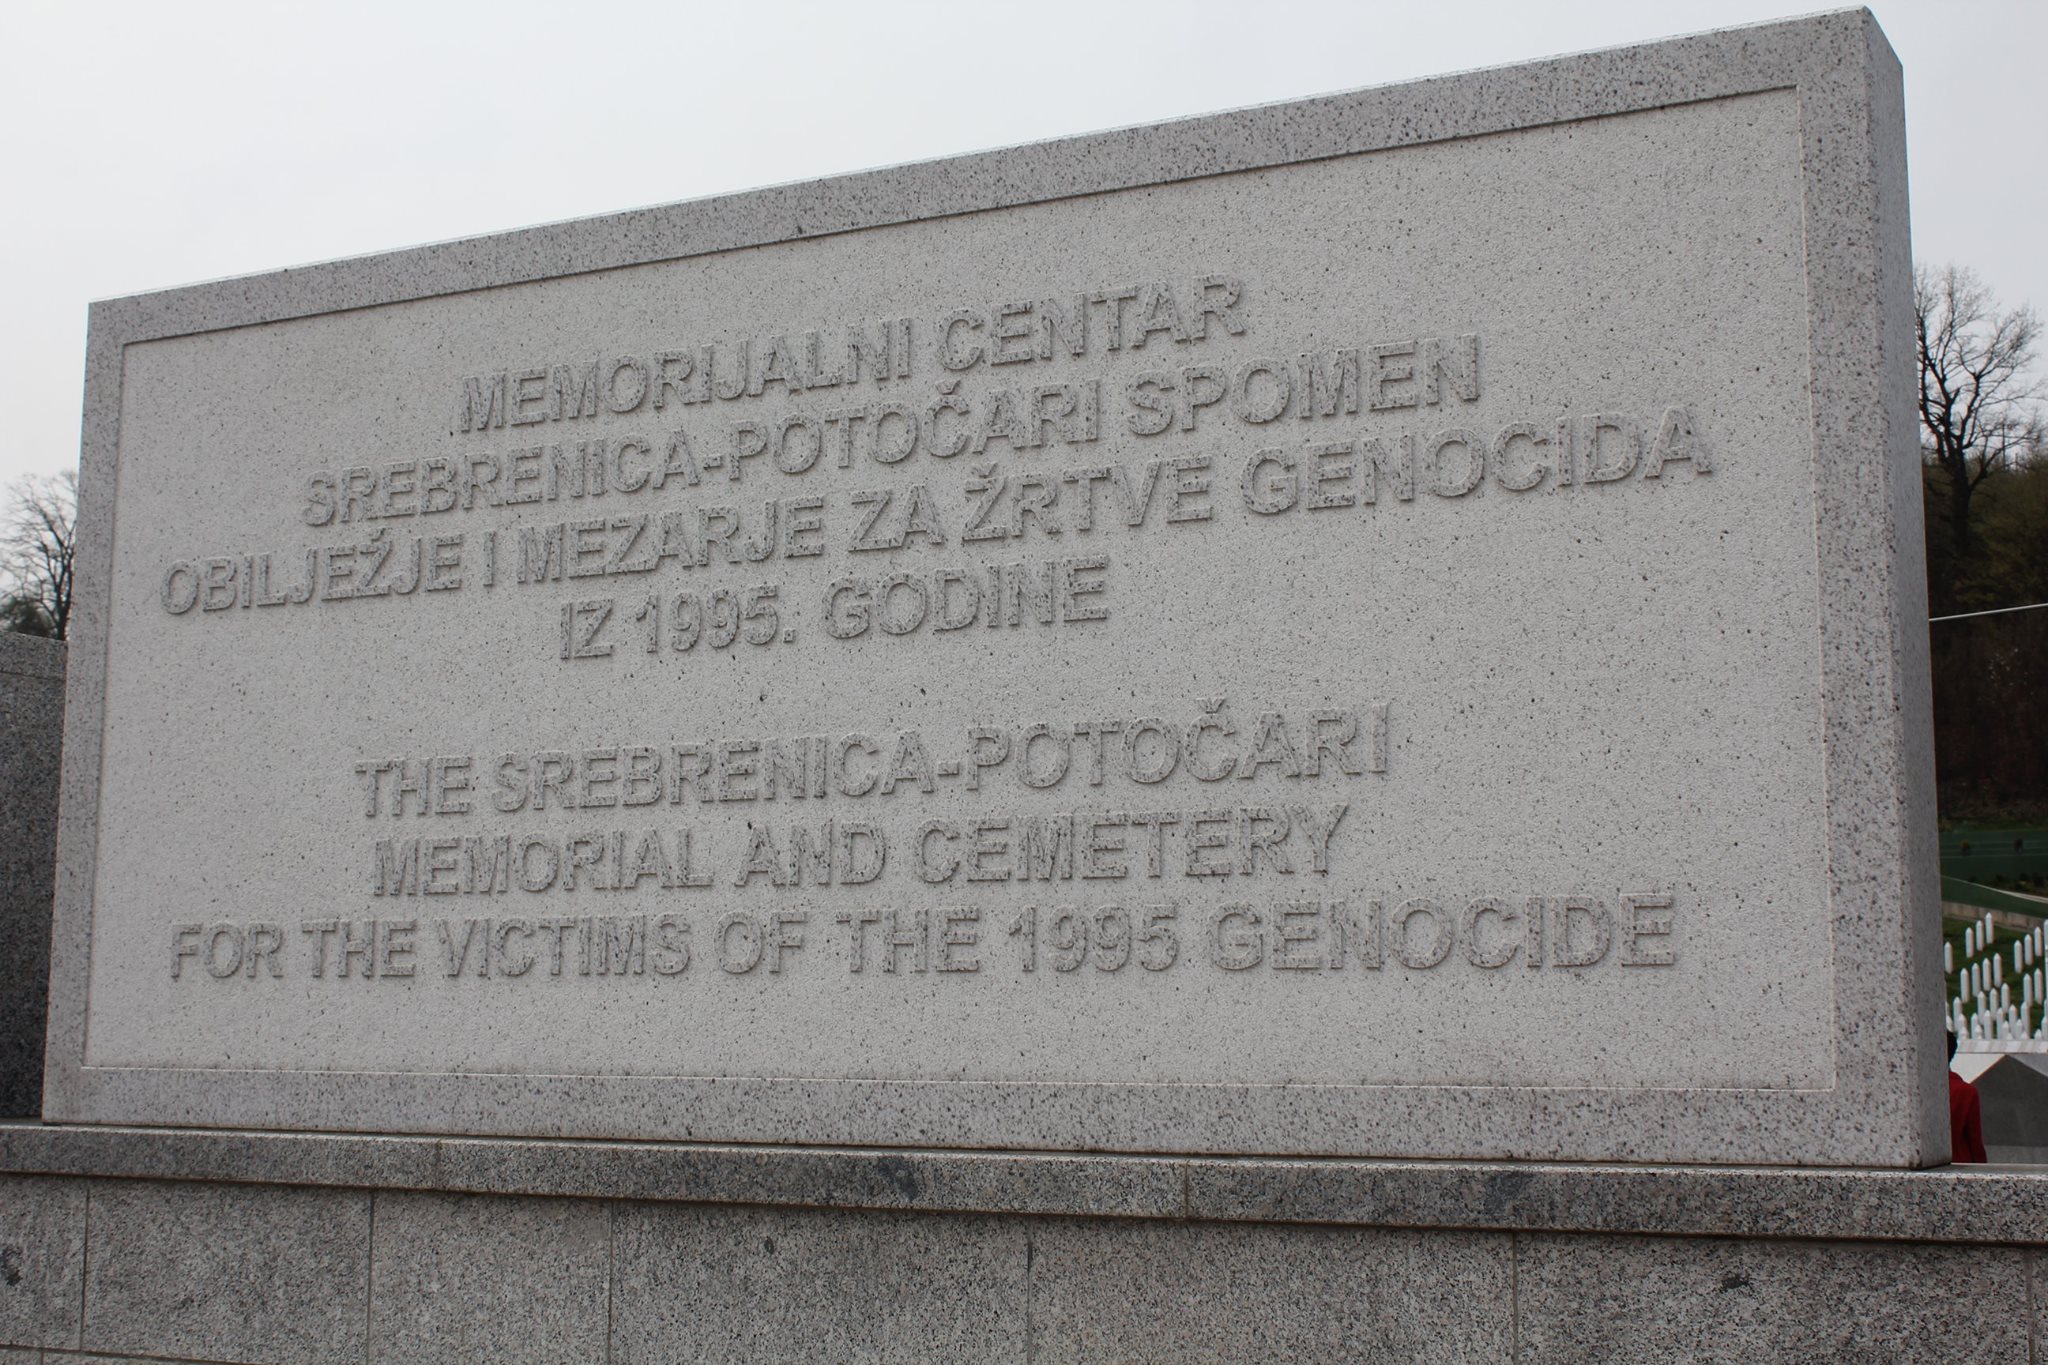 MEMORIJALNI CENTAR
SREBRENICA-POTOČARI SPOMEN
OBILJEŽJE I MEZARJE ZA ŽRTVE GENOCIDA
IZ 1995. GODINE
THE SREBRENICA-POTOČARI
MEMORIAL AND CEMETERY
FOR THE VICTIMS OF THE 1995 GENOCIDE